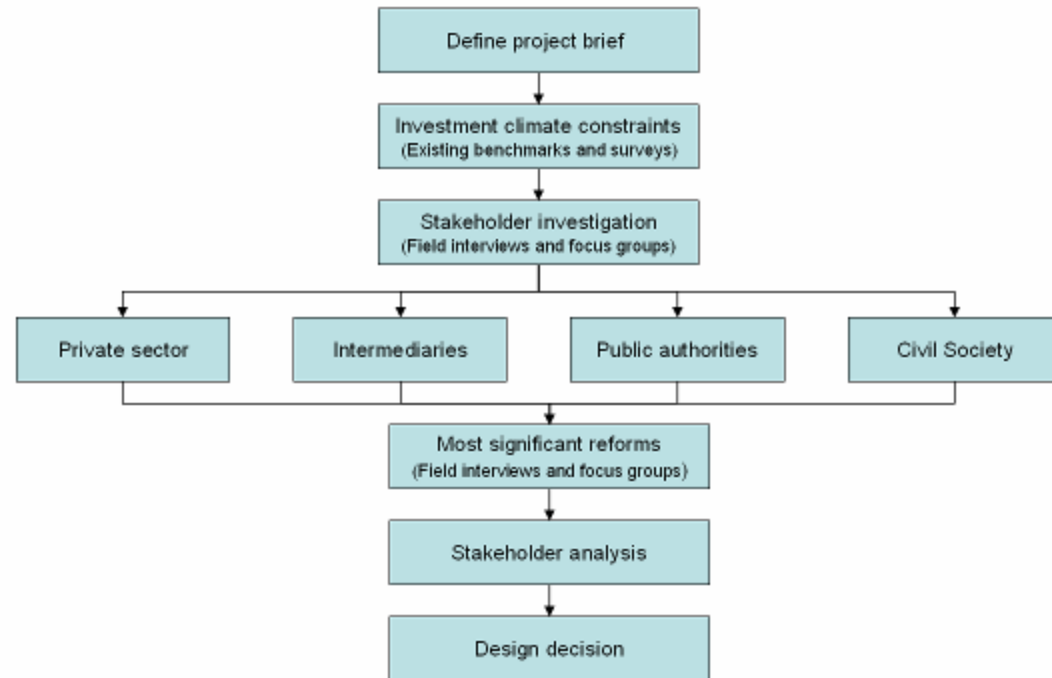 Define project brief
Investment climate constraints
(Existing benchmarks and surveys)
Stakeholder investigation
(Field interviews and focus groups)
Private sector
Intermediaries
Public authorities
Civil Society
Most significant reforms
(Field interviews and focus groups)
Stakeholder analysis
Design decision